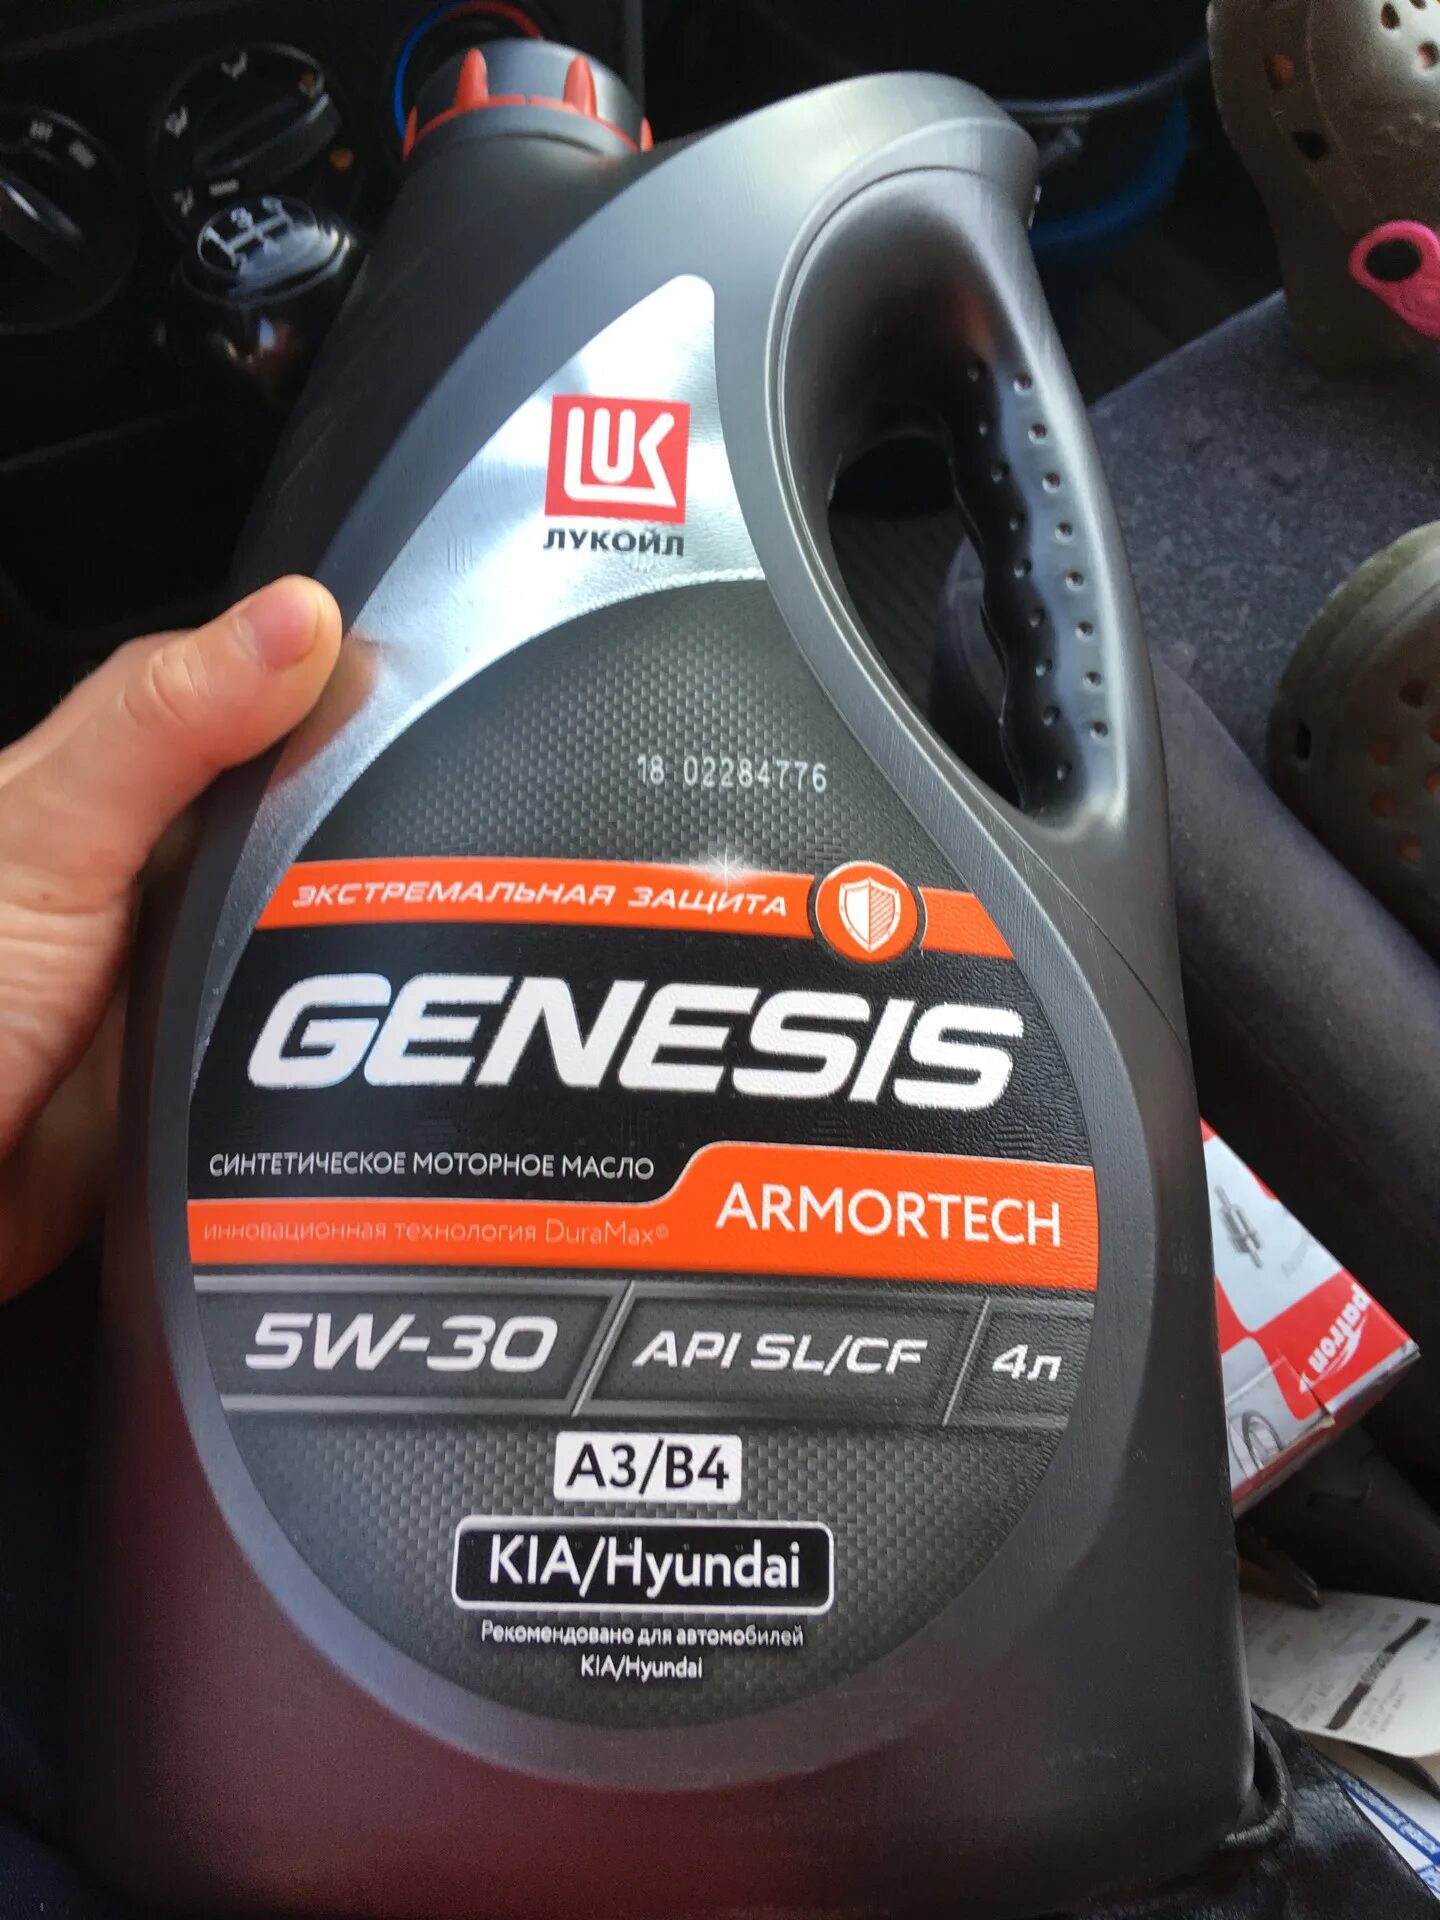 LUK
ЛУКОЙЛ
18 02284776
ЭКСТРЕМАЛЬНАЯ ЗАЩИТА
GENESIS
СИНТЕТИЧЕСКОЕ МОТОРНОЕ МАСЛО
ARMORTECH
ИННОВАЦИОННАЯ ТЕХНОЛОГИЯ DuraMax®
5W-30
API SL/CF
4л
A3/B4
KIA/Hyundai
Рекомендовано для автомобилей
KIA/Hyundai
patron